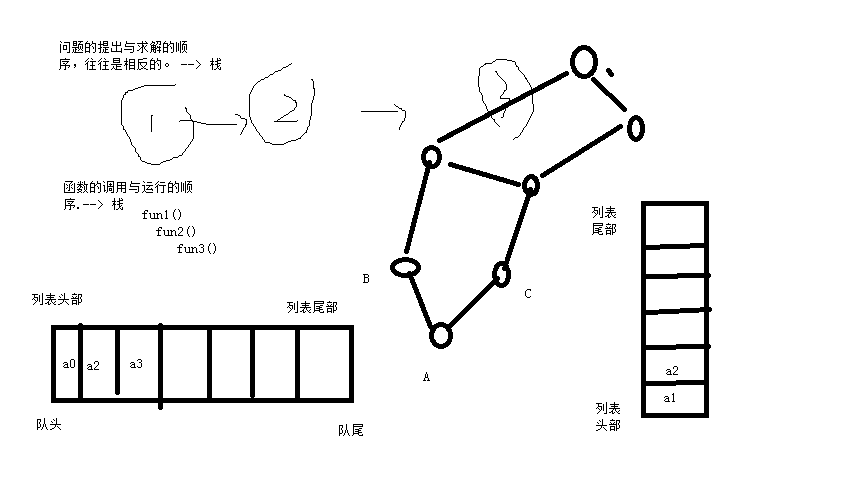 问题的提出与求解的顺
序，往往是相反的。 --> 栈
1
2
3
函数的调用与运行的顺
序.--> 栈
fun1()
fun2()
fun3()
列表
尾部
B
C
列表头部
列表尾部
a0
a2
a3
A
a2
a1
列表
头部
队头
队尾